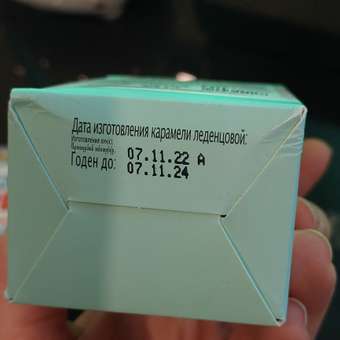 Дата изготовления карамели леденцовой:
07.11.22 А
Годен до: 07.11.24